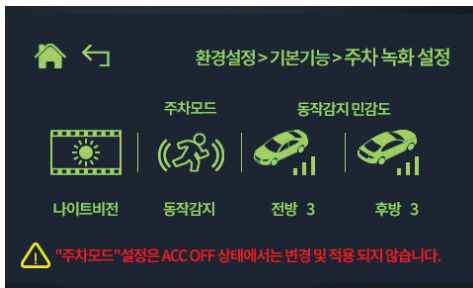 환경설정>기본기능>주차 녹화 설정
주차모드 동작감지 민감도
나이트비전 동작감지 전방 3 후방 3
"주차모드"설정은 ACC OFF 상태에서는 변경 및 적용 되지 않습니다.